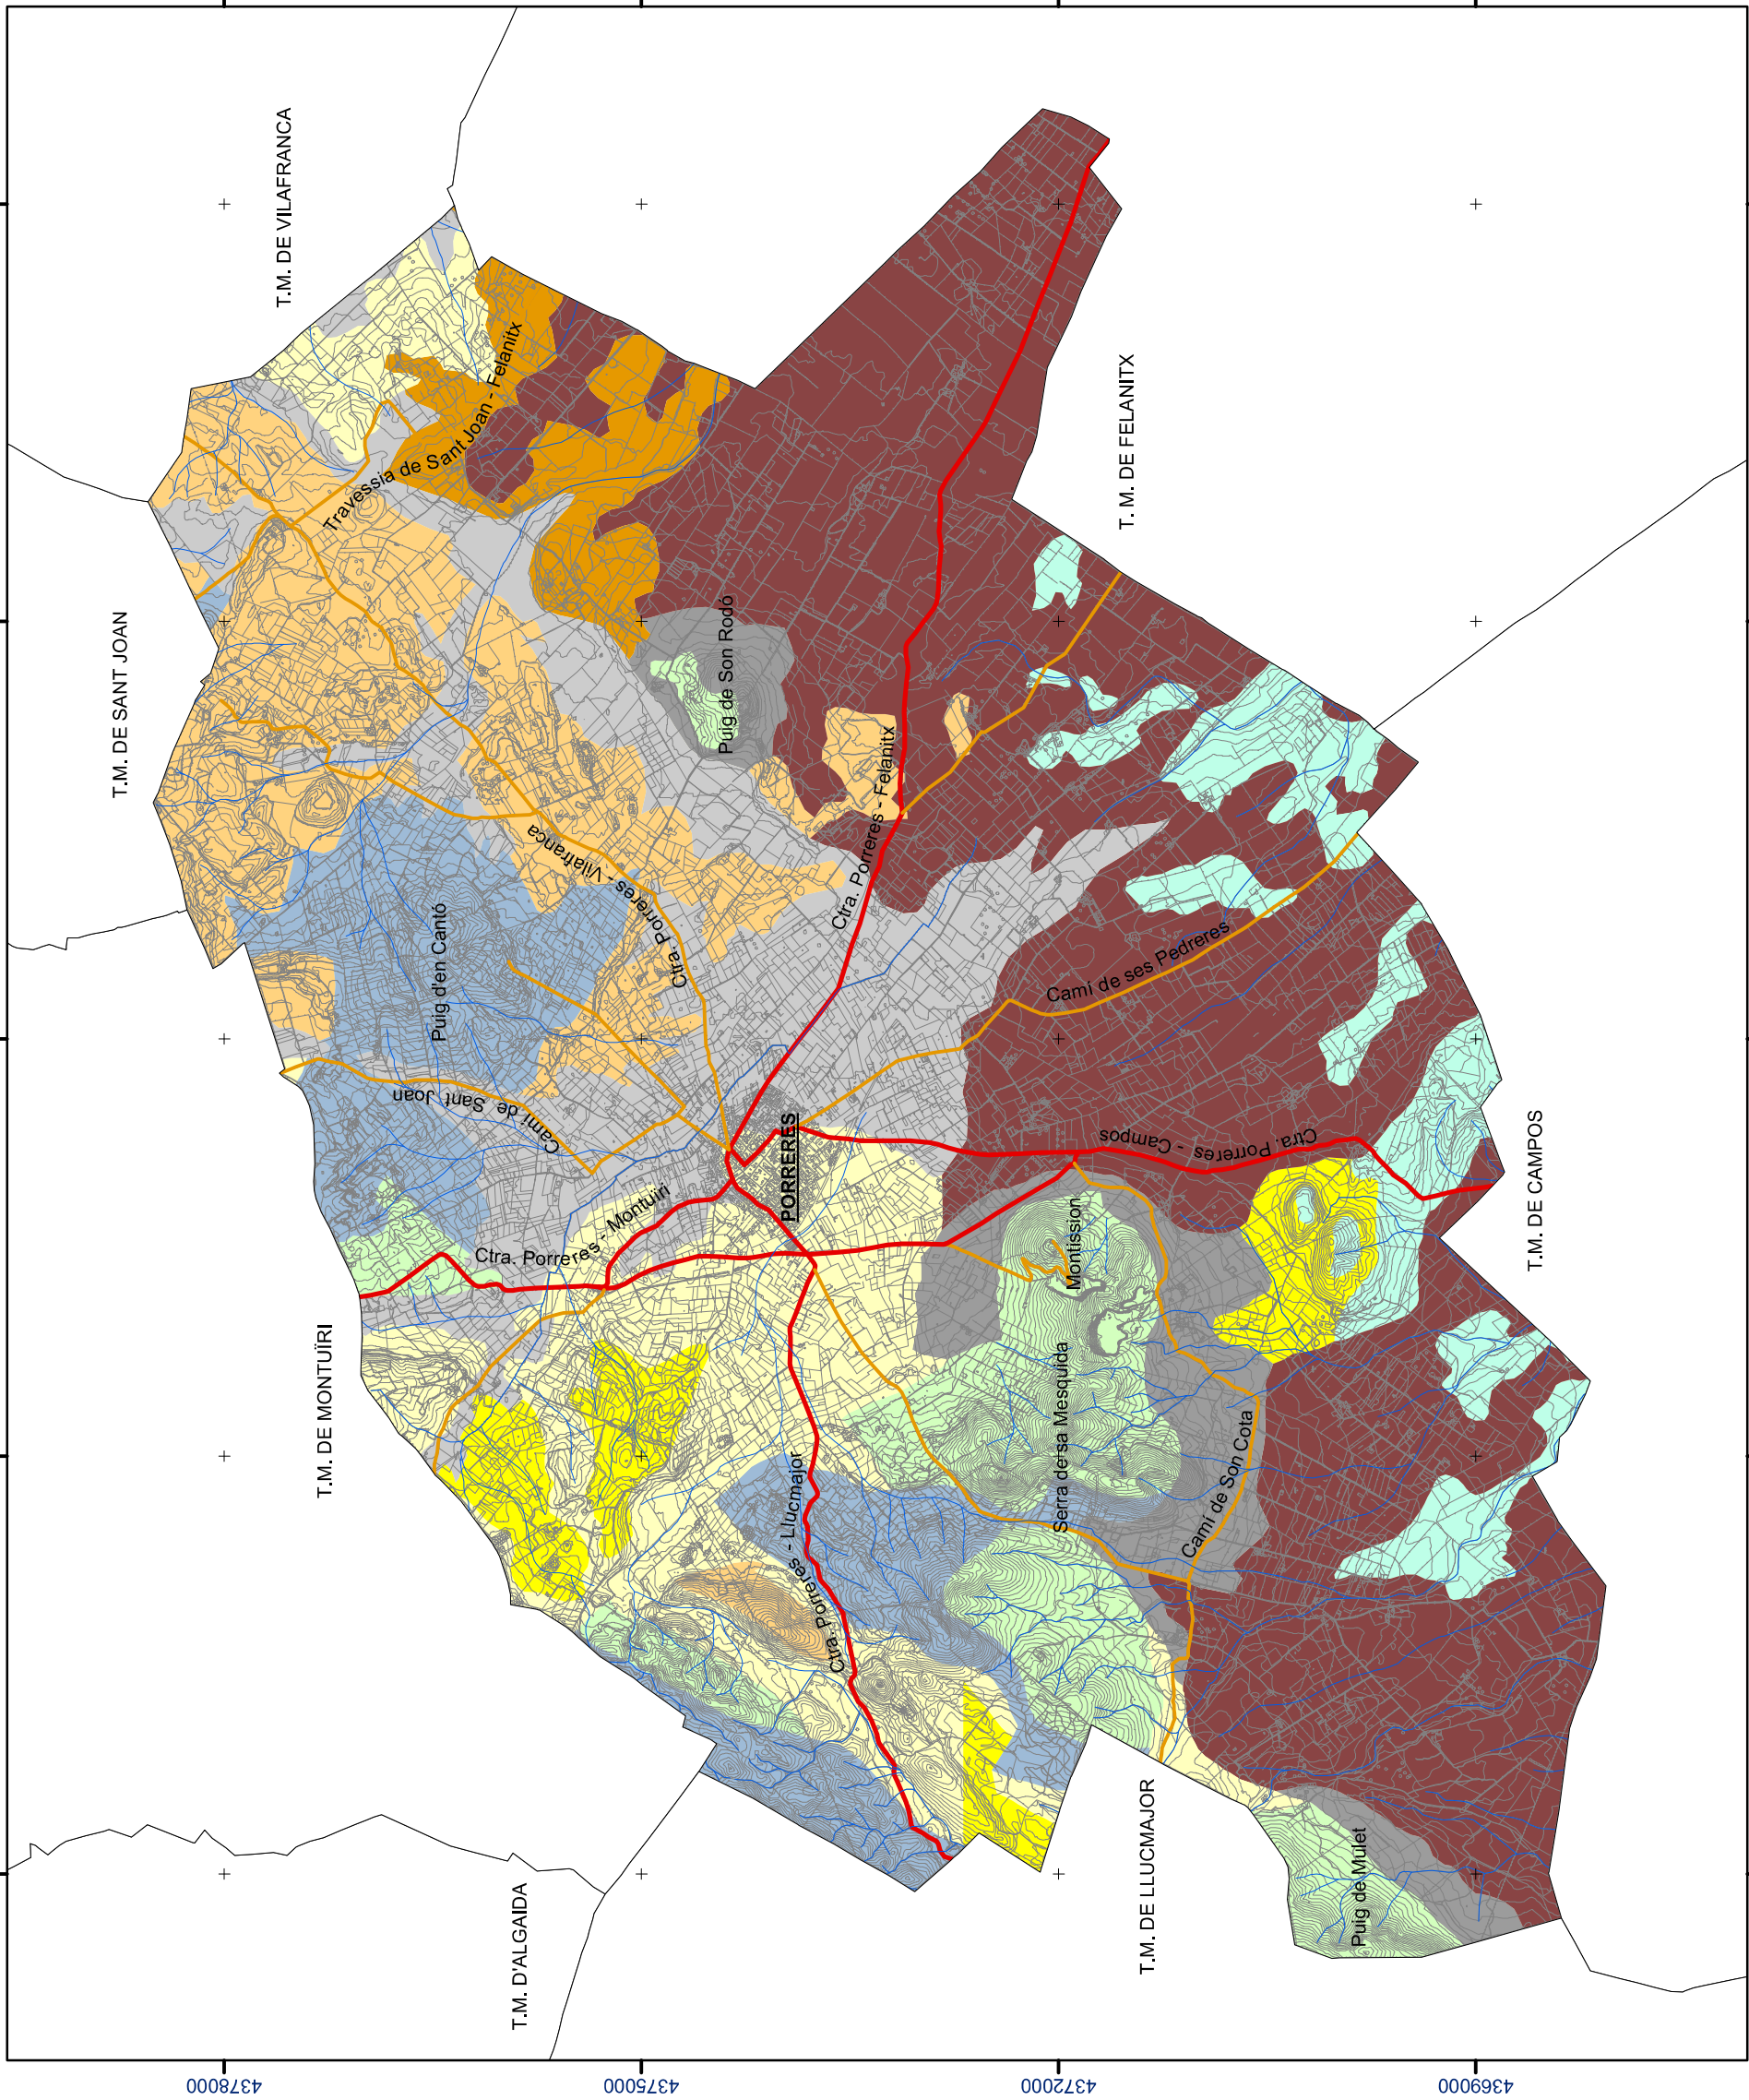 T.M. DE VILAFRANCA
T.M. DE SANT JOAN
T.M. DE MONTUÏRI
T.M. D'ALGAIDA
T.M. DE LLUCMAJOR
T.M. DE CAMPOS
T. M. DE FELANITX
Travessia de Sant Joan - Felanitx
Puig de Son Rodó
Ctra. Porreres - Vilafranca
Puig d'en Cantó
Camí de Sant Joan
Ctra. Porreres - Felanitx
Camí de ses Pedreres
PORRERES
Ctra. Porreres - Montuïri
Ctra. Porreres - Campos
Montission
Serra de sa Mesquida
Camí de Son Cota
Ctra. Porreres - Llucmajor
Puig de Mulet
4378000
4375000
4372000
4369000